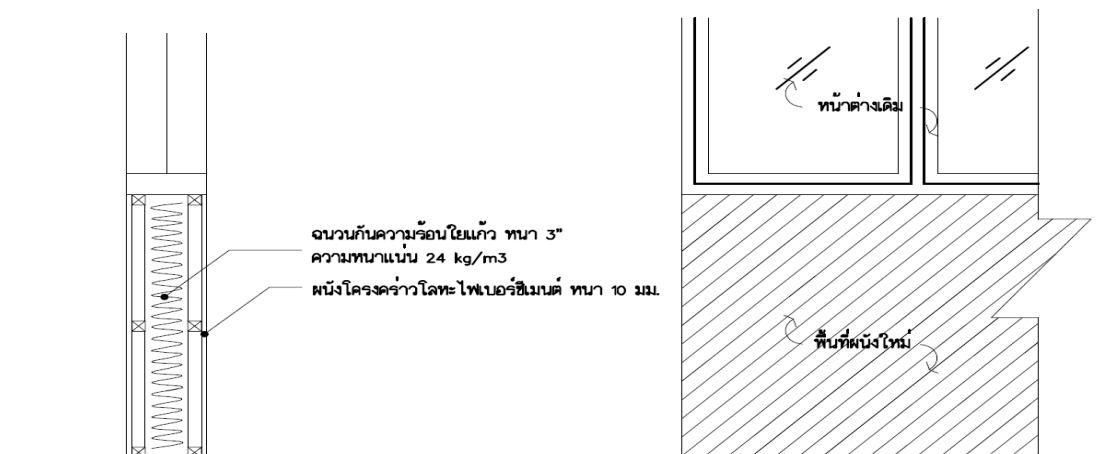 หน้าต่างเดิม
ฉนวนกันความร้อนใยแก้ว หนา 3"
ความหนาแน่น 24 kg/m3
ผนังโครงคร่าวโลหะไฟเบอร์ซีเมนต์ หนา 10 มม.
พื้นที่ผนังใหม่